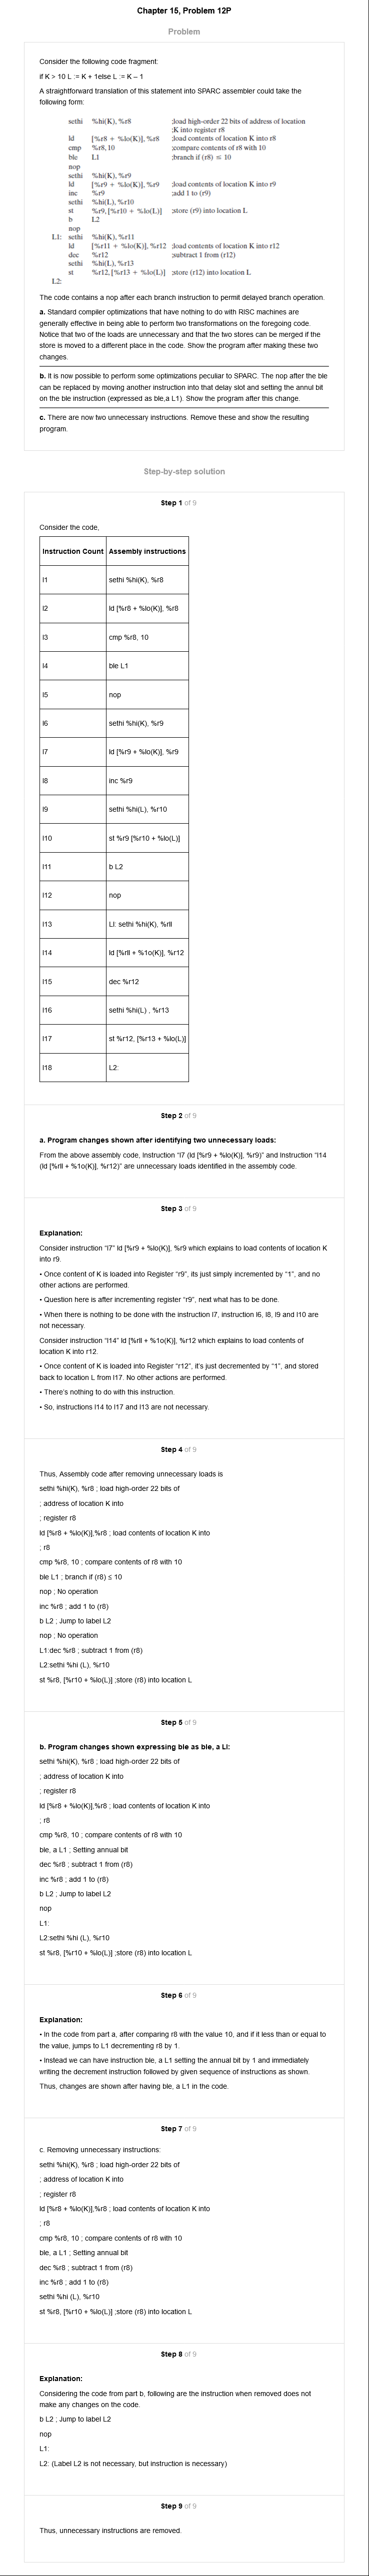 Chapter 15, Problem 12P
Problem
Consider the following code fragment:
if K > 10 L := K + 1else L := K – 1
A straightforward translation of this statement into SPARC assembler could take the
following form:
sethi %hi(K), %r8 ;load high-order 22 bits of address of location
;K into register r8
ld [%r8 + %lo(K)], %r8 ;load contents of location K into r8
cmp %r8, 10 ;compare contents of r8 with 10
ble L1 ;branch if (r8) ≤ 10
nop
sethi %hi(K), %r9
ld [%r9 + %lo(K)], %r9 ;load contents of location K into r9
inc %r9 ;add 1 to (r9)
sethi %hi(L), %r10
st %r9, [%r10 + %lo(L)] ;store (r9) into location L
b L2
nop
L1: sethi %hi(K), %r11
ld [%r11 + %lo(K)], %r12 ;load contents of location K into r12
dec %r12 ;subtract 1 from (r12)
sethi %hi(L), %r13
st %r12, [%r13 + %lo(L)] ;store (r12) into location L
L2:
The code contains a nop after each branch instruction to permit delayed branch operation.
a. Standard compiler optimizations that have nothing to do with RISC machines are
generally effective in being able to perform two transformations on the foregoing code.
Notice that two of the loads are unnecessary and that the two stores can be merged if the
store is moved to a different place in the code. Show the program after making these two
changes.
b. It is now possible to perform some optimizations peculiar to SPARC. The nop after the ble
can be replaced by moving another instruction into that delay slot and setting the annul bit
on the ble instruction (expressed as ble,a L1). Show the program after this change.
c. There are now two unnecessary instructions. Remove these and show the resulting
program.
Step-by-step solution
Step 1 of 9
Consider the code,
Instruction Count Assembly instructions
I1 sethi %hi(K), %r8
I2 ld [%r8 + %lo(K)], %r8
I3 cmp %r8, 10
I4 ble L1
I5 nop
I6 sethi %hi(K), %r9
I7 ld [%r9 + %lo(K)], %r9
I8 inc %r9
I9 sethi %hi(L), %r10
I10 st %r9 [%r10 + %lo(L)]
I11 b L2
I12 nop
I13 LI: sethi %hi(K), %rll
I14 ld [%rll + %1o(K)], %r12
I15 dec %r12
I16 sethi %hi(L) , %r13
I17 st %r12, [%r13 + %lo(L)]
I18 L2:
Step 2 of 9
a. Program changes shown after identifying two unnecessary loads:
From the above assembly code, Instruction “I7 (ld [%r9 + %lo(K)], %r9)” and Instruction “I14
(ld [%rll + %1o(K)], %r12)” are unnecessary loads identified in the assembly code.
Step 3 of 9
Explanation:
Consider instruction “I7” ld [%r9 + %lo(K)], %r9 which explains to load contents of location K
into r9.
• Once content of K is loaded into Register “r9”, its just simply incremented by “1”, and no
other actions are performed.
• Question here is after incrementing register “r9”, next what has to be done.
• When there is nothing to be done with the instruction I7, instruction I6, I8, I9 and I10 are
not necessary.
Consider instruction “I14” ld [%rll + %1o(K)], %r12 which explains to load contents of
location K into r12.
• Once content of K is loaded into Register “r12”, it’s just decremented by “1”, and stored
back to location L from I17. No other actions are performed.
• There’s nothing to do with this instruction.
• So, instructions I14 to I17 and I13 are not necessary.
Step 4 of 9
Thus, Assembly code after removing unnecessary loads is
sethi %hi(K), %r8 ; load high-order 22 bits of
; address of location K into
; register r8
ld [%r8 + %lo(K)],%r8 ; load contents of location K into
; r8
cmp %r8, 10 ; compare contents of r8 with 10
ble L1 ; branch if (r8) ≤ 10
nop ; No operation
inc %r8 ; add 1 to (r8)
b L2 ; Jump to label L2
nop ; No operation
L1:dec %r8 ; subtract 1 from (r8)
L2:sethi %hi (L), %r10
st %r8, [%r10 + %lo(L)] ;store (r8) into location L
Step 5 of 9
b. Program changes shown expressing ble as ble, a LI:
sethi %hi(K), %r8 ; load high-order 22 bits of
; address of location K into
; register r8
ld [%r8 + %lo(K)],%r8 ; load contents of location K into
; r8
cmp %r8, 10 ; compare contents of r8 with 10
ble, a L1 ; Setting annual bit
dec %r8 ; subtract 1 from (r8)
inc %r8 ; add 1 to (r8)
b L2 ; Jump to label L2
nop
L1:
L2:sethi %hi (L), %r10
st %r8, [%r10 + %lo(L)] ;store (r8) into location L
Step 6 of 9
Explanation:
• In the code from part a, after comparing r8 with the value 10, and if it less than or equal to
the value, jumps to L1 decrementing r8 by 1.
• Instead we can have instruction ble, a L1 setting the annual bit by 1 and immediately
writing the decrement instruction followed by given sequence of instructions as shown.
Thus, changes are shown after having ble, a L1 in the code.
Step 7 of 9
c. Removing unnecessary instructions:
sethi %hi(K), %r8 ; load high-order 22 bits of
; address of location K into
; register r8
ld [%r8 + %lo(K)],%r8 ; load contents of location K into
; r8
cmp %r8, 10 ; compare contents of r8 with 10
ble, a L1 ; Setting annual bit
dec %r8 ; subtract 1 from (r8)
inc %r8 ; add 1 to (r8)
sethi %hi (L), %r10
st %r8, [%r10 + %lo(L)] ;store (r8) into location L
Step 8 of 9
Explanation:
Considering the code from part b, following are the instruction when removed does not
make any changes on the code.
b L2 ; Jump to label L2
nop
L1:
L2: (Label L2 is not necessary, but instruction is necessary)
Step 9 of 9
Thus, unnecessary instructions are removed.